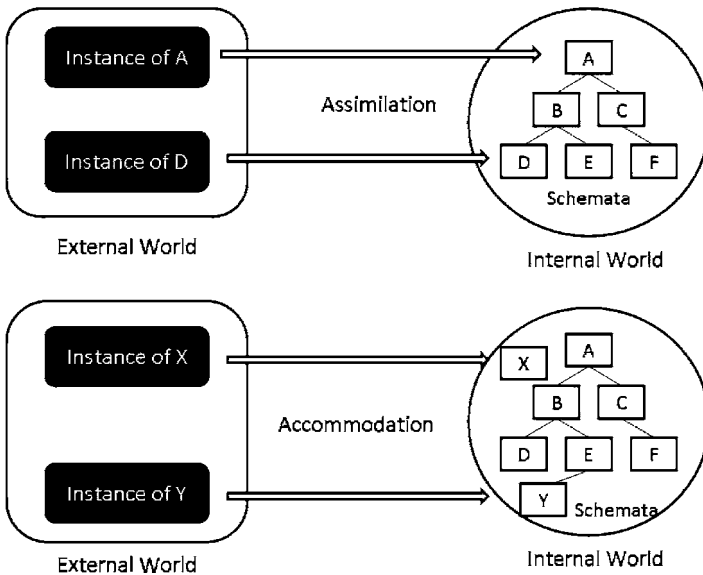 Instance of A
Assimilation
Instance of D
External World
A
B C
D E F
Schemata
Internal World
Instance of X
Accommodation
Instance of Y
External World
X A
B C
D E F
Y Schemata
Internal World